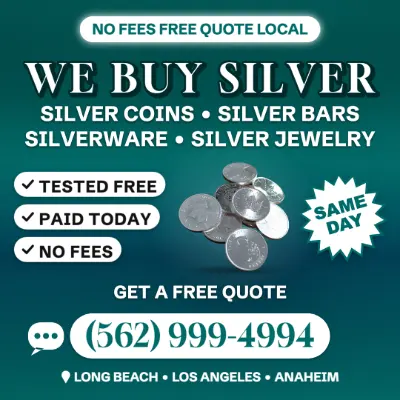 NO FEES FREE QUOTE LOCAL
WE BUY SILVER
SILVER COINS • SILVER BARS
SILVERWARE • SILVER JEWELRY
✓ TESTED FREE
✓ PAID TODAY
✓ NO FEES
SAME
DAY
GET A FREE QUOTE
(562) 999-4994
LONG BEACH • LOS ANGELES • ANAHEIM